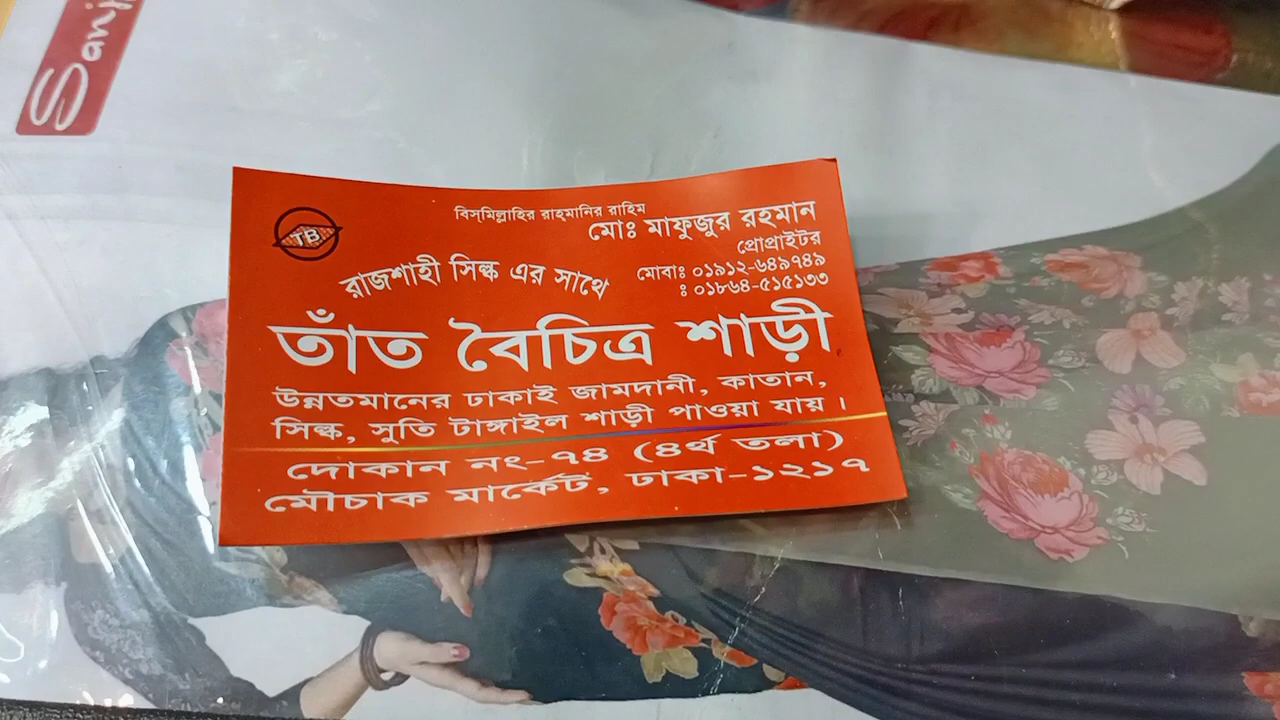 Sanj
বিস্‌মিল্লাহির রাহমানির রাহিম
TB
মোঃ মাফুজুর রহমান
প্রোপ্রাইটর
মোবাঃ ০১৯১২-৬৪৯৭৪৯
ঃ ০১৮৬৪-৫১৫১৩৩
রাজশাহী সিল্ক এর সাথে
তাঁত বৈচিত্র শাড়ী
উন্নতমানের ঢাকাই জামদানী, কাতান,
সিল্ক, সুতি টাঙ্গাইল শাড়ী পাওয়া যায়।
দোকান নং-৭৪ (৪র্থ তলা)
মৌচাক মার্কেট, ঢাকা-১২১৭